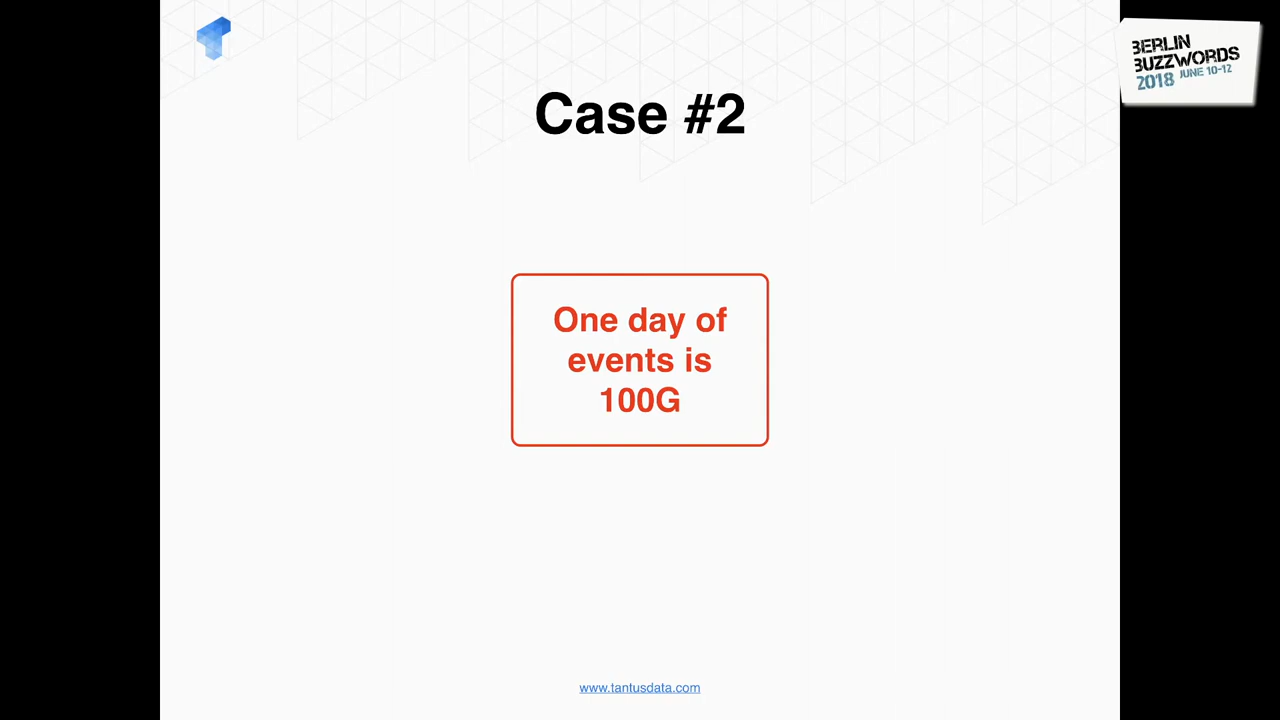 BERLIN
BUZZWORDS
2018 JUNE 10-12
Case #2
One day of
events is
100G
www.tantusdata.com